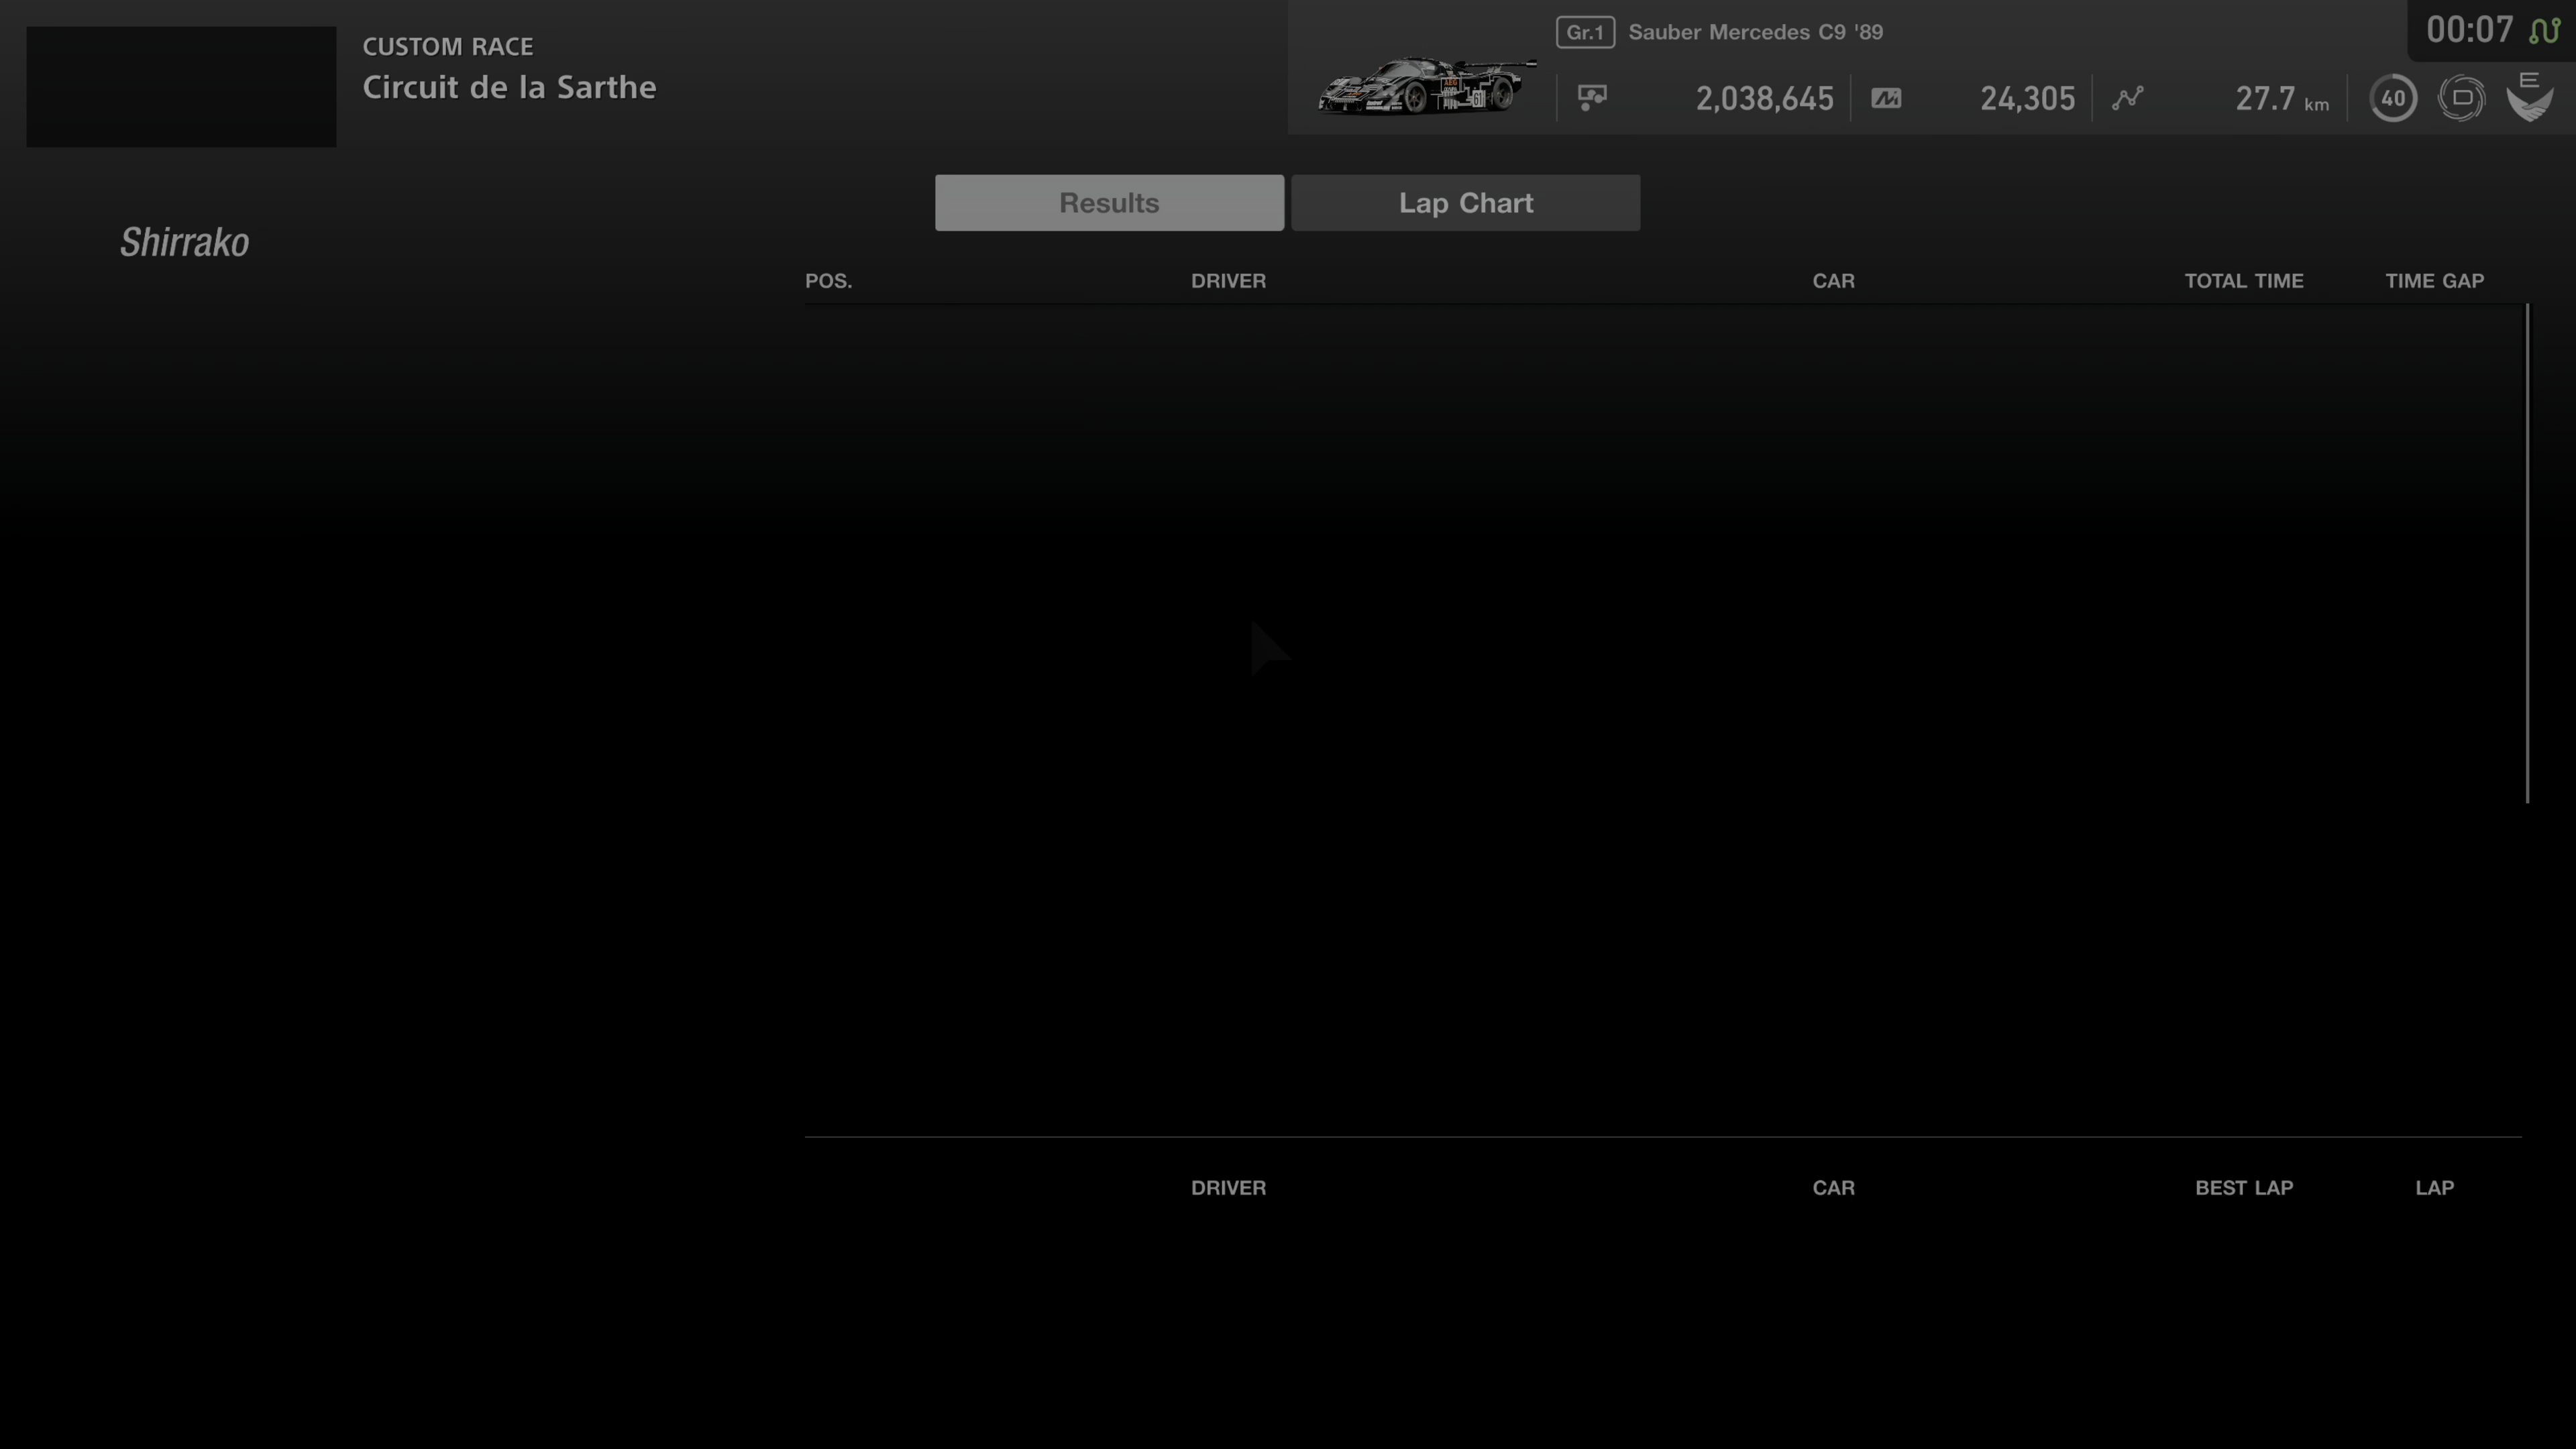 CUSTOM RACE
Circuit de la Sarthe
Gr.1 Sauber Mercedes C9 '89
00:07
2,038,645 24,305 27.7 km 40 D E
Results Lap Chart
Shirrako
POS. DRIVER CAR TOTAL TIME TIME GAP
DRIVER CAR BEST LAP LAP